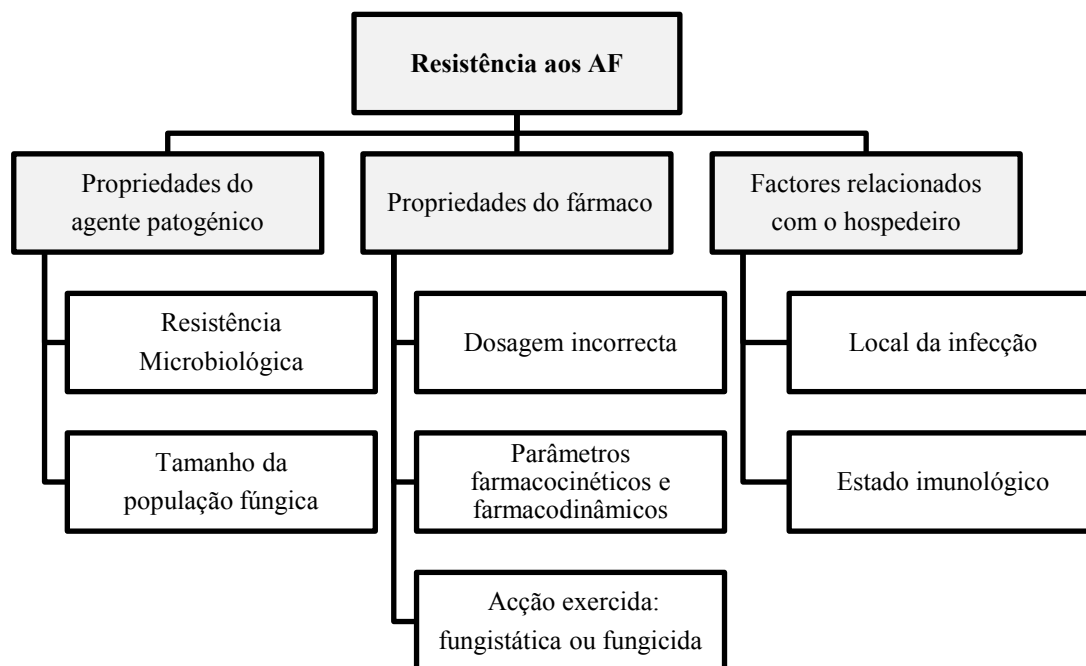 Resistência aos AF
Propriedades do
agente patogénico
Propriedades do fármaco
Factores relacionados
com o hospedeiro
Resistência
Microbiológica
Dosagem incorrecta
Local da infecção
Tamanho da
população fúngica
Parâmetros
farmacocinéticos e
farmacodinâmicos
Estado imunológico
Acção exercida:
fungistática ou fungicida